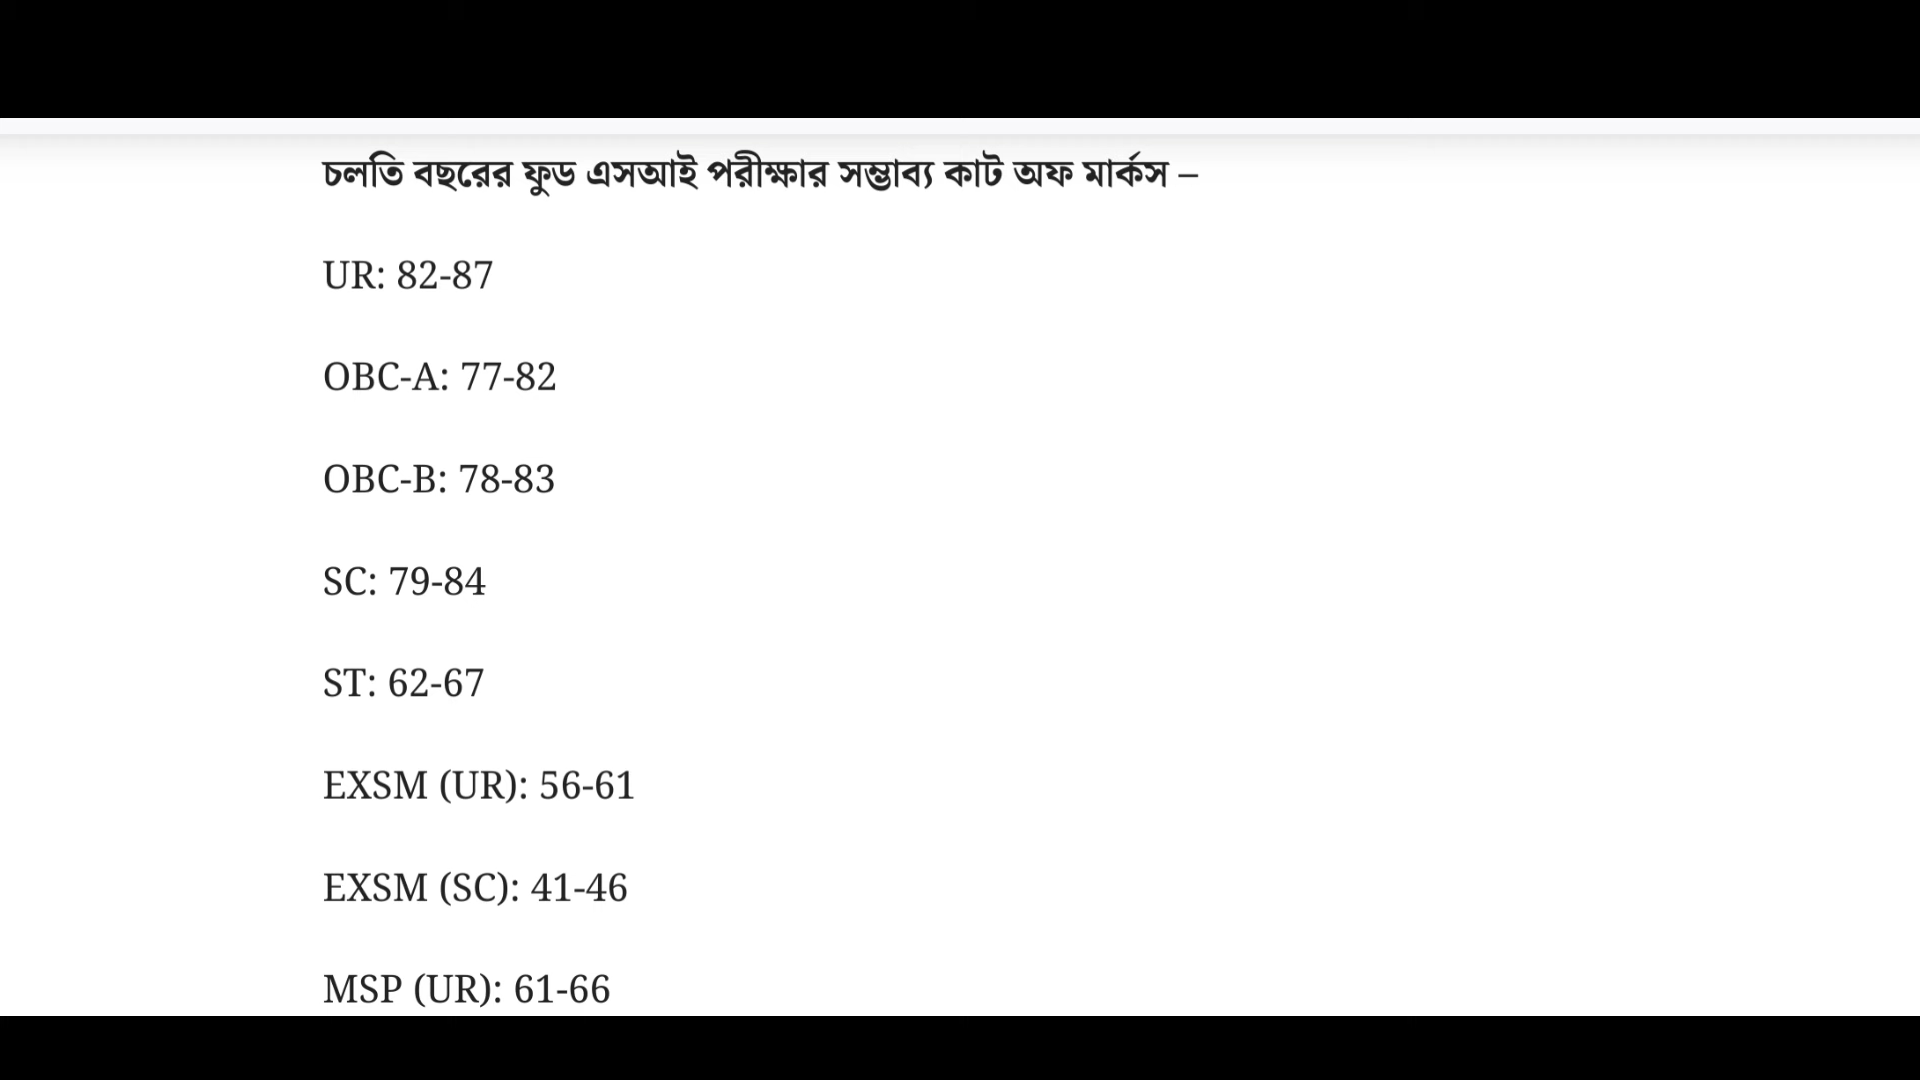 চলতি বছরের ফুড এসআই পরীক্ষার সম্ভাব্য কাট অফ মার্কস –
UR: 82-87
OBC-A: 77-82
OBC-B: 78-83
SC: 79-84
ST: 62-67
EXSM (UR): 56-61
EXSM (SC): 41-46
MSP (UR): 61-66